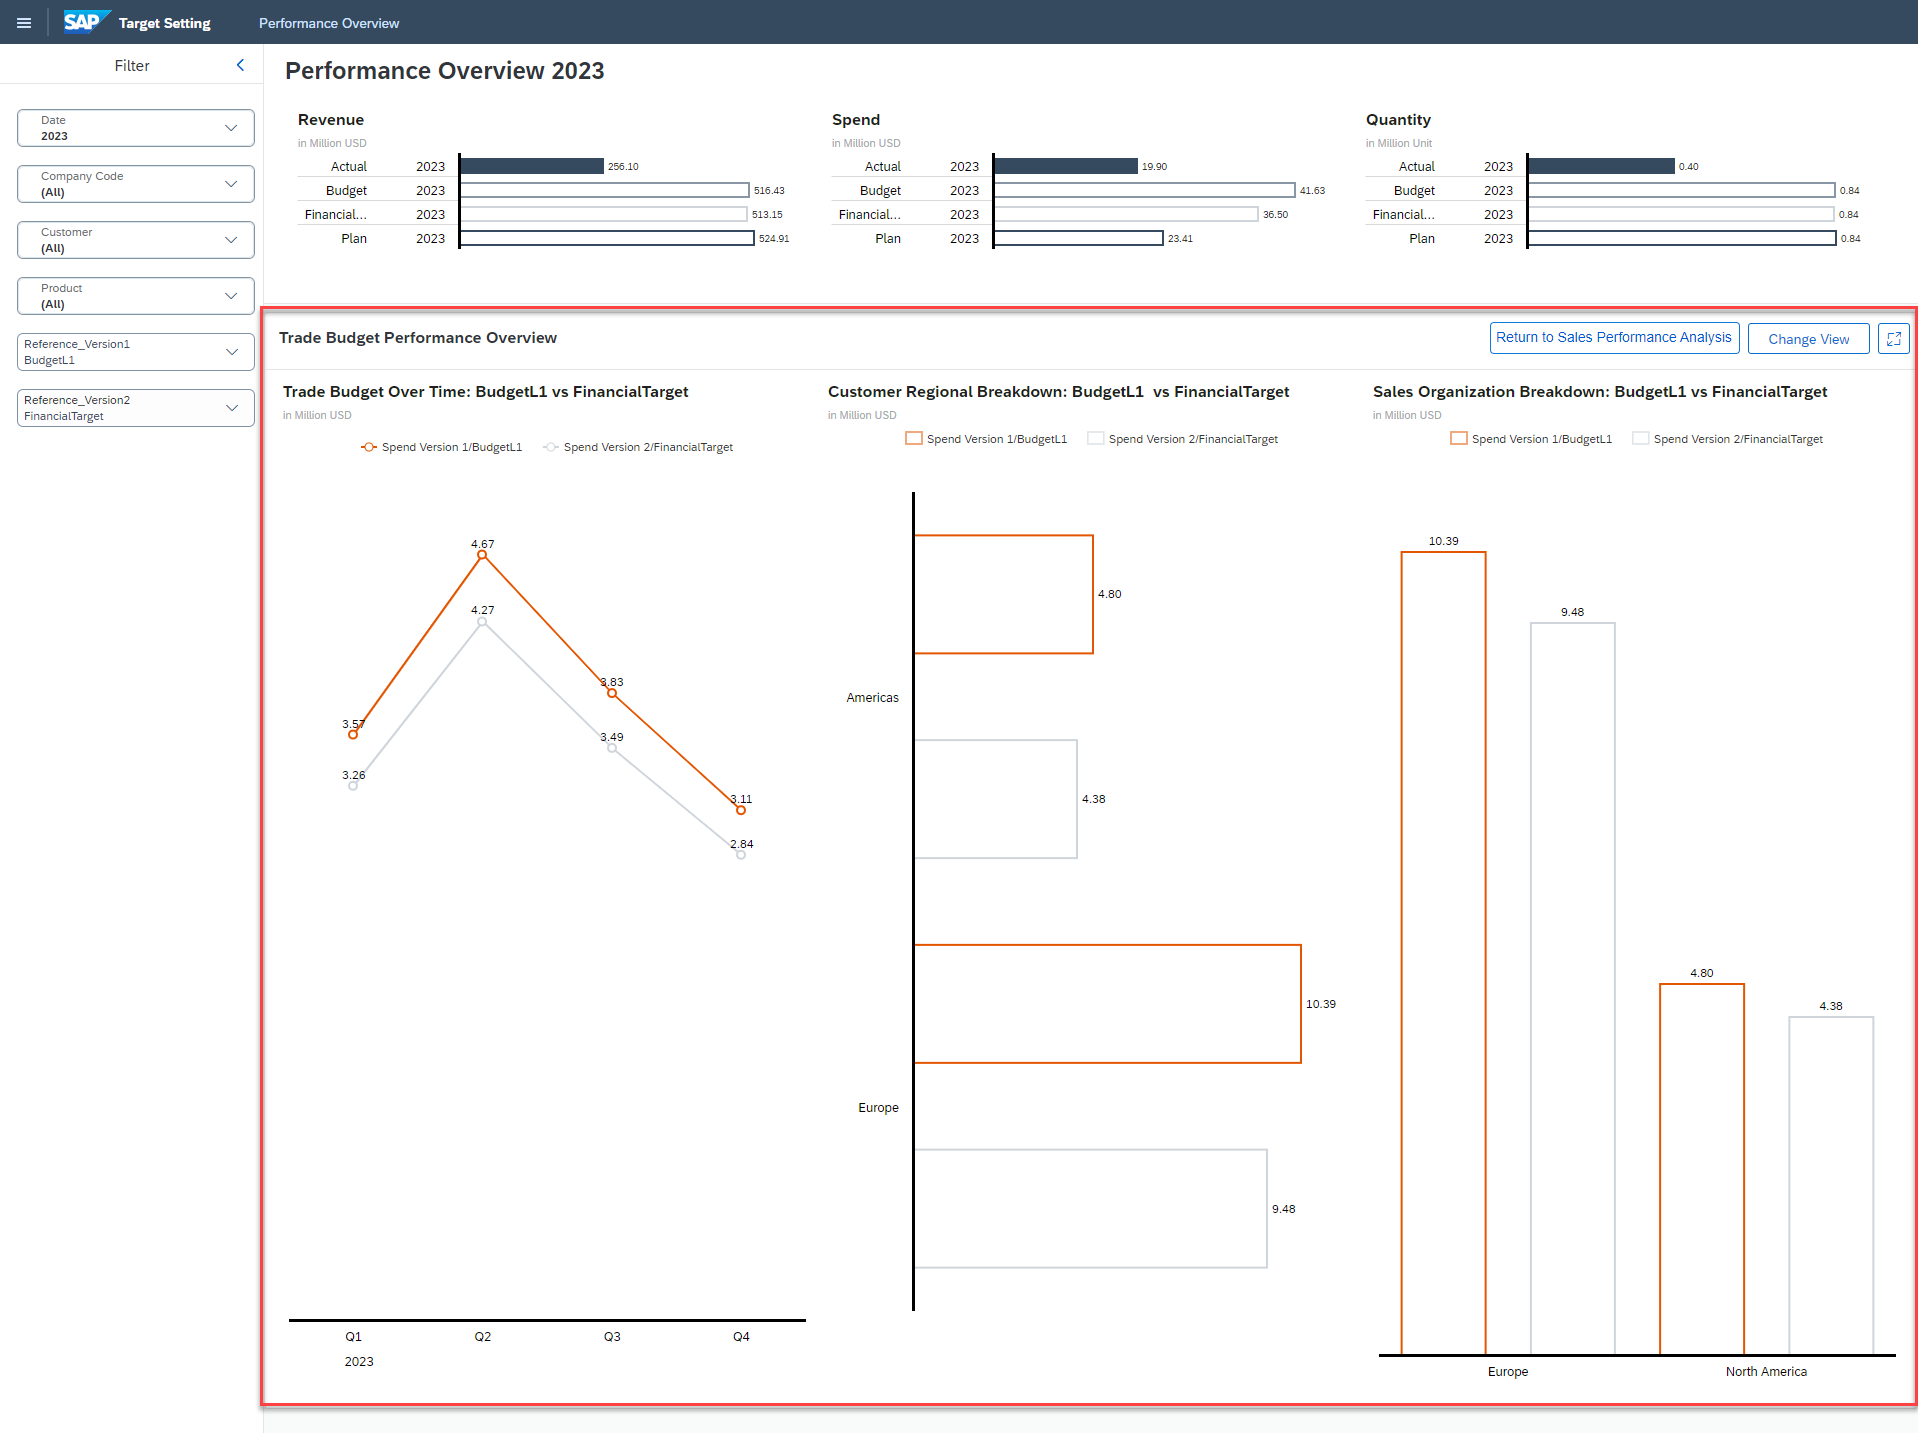 SAP Target Setting Performance Overview
Filter
Date
2023
Company Code
(All)
Customer
(All)
Product
(All)
Reference_Version1
BudgetL1
Reference_Version2
FinancialTarget
Performance Overview 2023
Revenue
in Million USD
Actual 2023 256.10
Budget 2023 516.43
Financial... 2023 513.15
Plan 2023 524.91
Spend
in Million USD
Actual 2023 19.90
Budget 2023 41.63
Financial... 2023 36.50
Plan 2023 23.41
Quantity
in Million Unit
Actual 2023 0.40
Budget 2023 0.84
Financial... 2023 0.84
Plan 2023 0.84
Trade Budget Performance Overview
Return to Sales Performance Analysis Change View
Trade Budget Over Time: BudgetL1 vs FinancialTarget
in Million USD
Spend Version 1/BudgetL1 Spend Version 2/FinancialTarget
4.67
4.27
3.83
3.57
3.49
3.26
3.11
2.84
Q1 Q2 Q3 Q4
2023
Customer Regional Breakdown: BudgetL1 vs FinancialTarget
in Million USD
Spend Version 1/BudgetL1 Spend Version 2/FinancialTarget
4.80
Americas
4.38
10.39
Europe
9.48
Sales Organization Breakdown: BudgetL1 vs FinancialTarget
in Million USD
Spend Version 1/BudgetL1 Spend Version 2/FinancialTarget
10.39
9.48
4.80
4.38
Europe North America